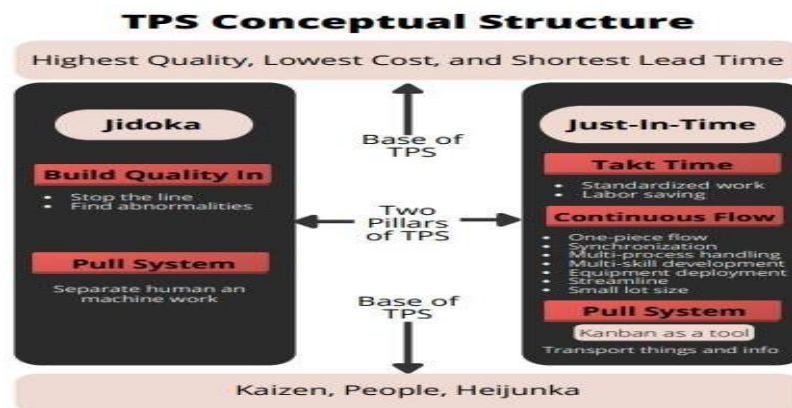 TPS Conceptual Structure
Highest Quality, Lowest Cost, and Shortest Lead Time
Jidoka
Build Quality In
Stop the line
Find abnormalities
Pull System
Separate human an
machine work
Base of
TPS
Two
Pillars
of TPS
Base of
TPS
Just-In-Time
Takt Time
Standardized work
Labor saving
Continuous Flow
One-piece flow
Synchronization
Multi-process handling
Multi-skill development
Equipment deployment
Streamline
Small lot size
Pull System
Kanban as a tool
Transport things and info
Kaizen, People, Heijunka